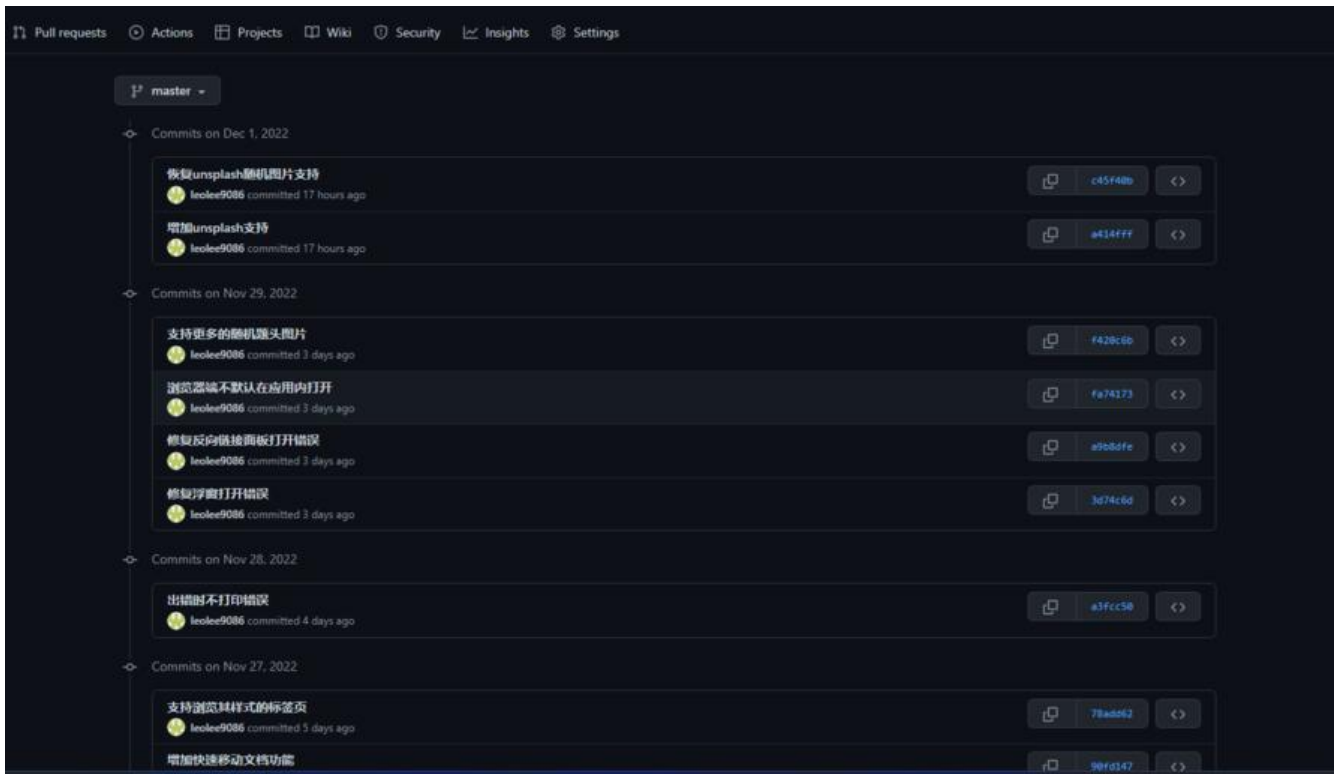 Pull requests Actions Projects Wiki Security Insights Settings
master
Commits on Dec 1, 2022
恢复unsplash随机图片支持
c45f40b
leolee9086 committed 17 hours ago
增加unsplash支持
a414fff
leolee9086 committed 17 hours ago
Commits on Nov 29, 2022
支持更多的随机题头图片
f420c6b
leolee9086 committed 3 days ago
浏览器端不默认在应用内打开
fa74173
leolee9086 committed 3 days ago
修复反向链接面板打开错误
a9b8dfe
leolee9086 committed 3 days ago
修复浮窗打开错误
3d74c6d
leolee9086 committed 3 days ago
Commits on Nov 28, 2022
出错时不打印错误
a3fcc50
leolee9086 committed 4 days ago
Commits on Nov 27, 2022
支持浏览其样式的标签页
78add62
leolee9086 committed 5 days ago
增加快速移动文档功能
90fd147